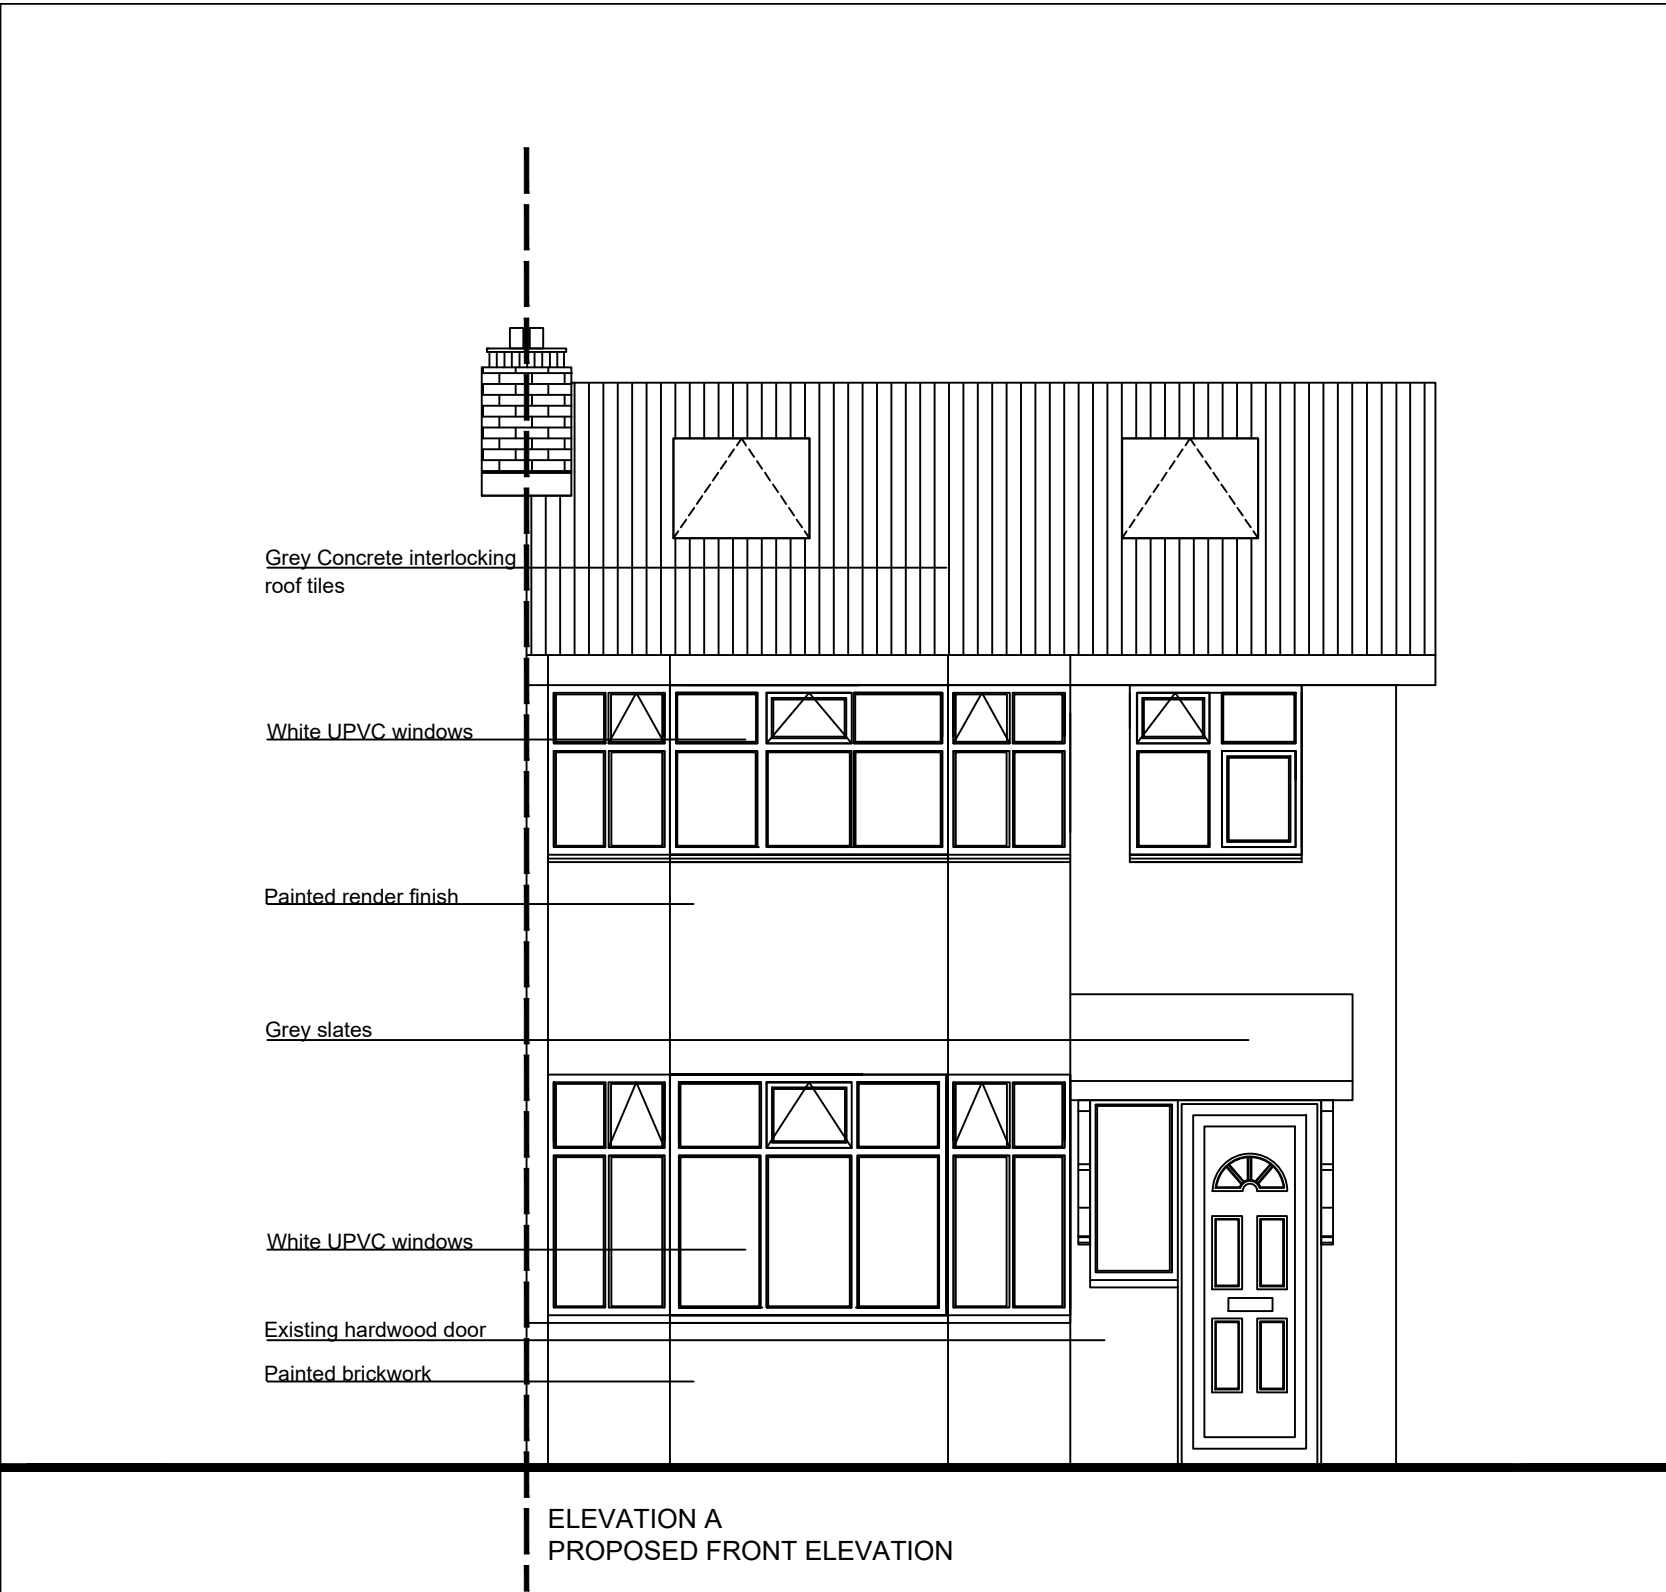 Grey Concrete interlocking
roof tiles
White UPVC windows
Painted render finish
Grey slates
White UPVC windows
Existing hardwood door
Painted brickwork
ELEVATION A
PROPOSED FRONT ELEVATION